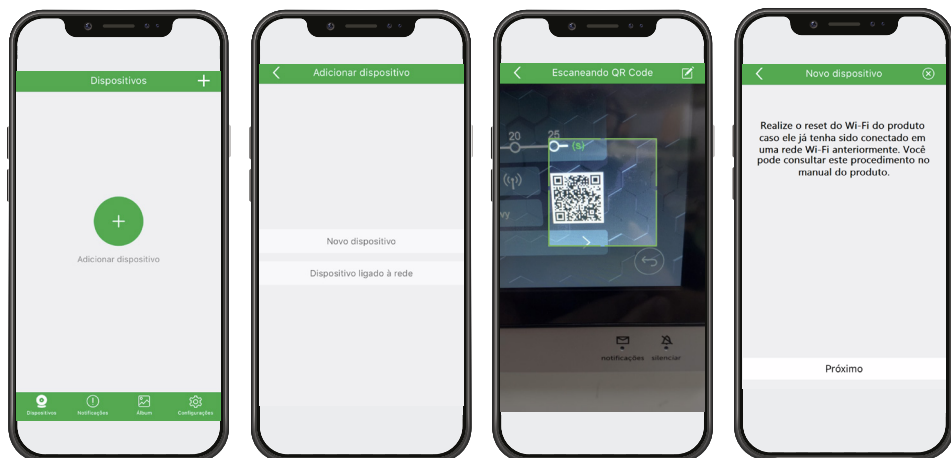 Dispositivos
+
+
Adicionar dispositivo
Dispositivos
Notificações
Álbum
Configurações
Adicionar dispositivo
Novo dispositivo
Dispositivo ligado à rede
Escaneando QR Code
20 25
(s)
vy
notificações silenciar
Novo dispositivo
Realize o reset do Wi-Fi do produto
caso ele já tenha sido conectado em
uma rede Wi-Fi anteriormente. Você
pode consultar este procedimento no
manual do produto.
Próximo